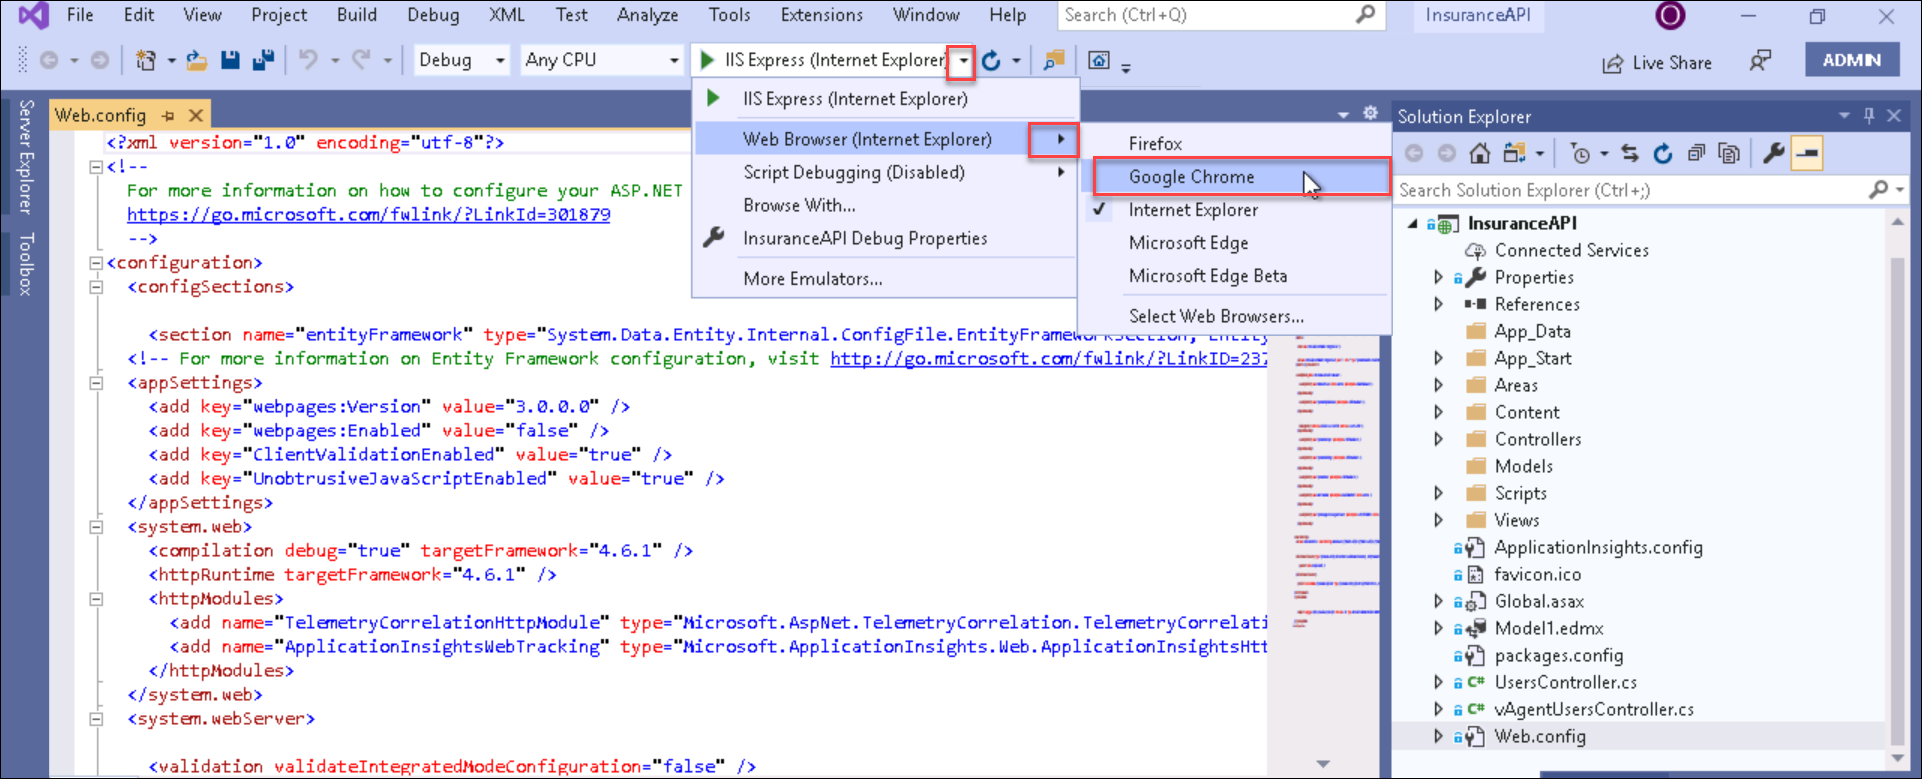 File Edit View Project Build Debug XML Test Analyze Tools Extensions Window Help Search (Ctrl+Q) InsuranceAPI O
Debug Any CPU IIS Express (Internet Explorer) Live Share ADMIN
IIS Express (Internet Explorer)
Web Browser (Internet Explorer)
Script Debugging (Disabled)
Browse With...
InsuranceAPI Debug Properties
More Emulators...
Firefox
Google Chrome
Internet Explorer
Microsoft Edge
Microsoft Edge Beta
Select Web Browsers...
Server Explorer
Toolbox
Web.config
<?xml version="1.0" encoding="utf-8"?>
<!--
For more information on how to configure your ASP.NET
https://go.microsoft.com/fwlink/?LinkId=301879
-->
<configuration>
<configSections>
<section name="entityFramework" type="System.Data.Entity.Internal.ConfigFile.EntityFrameworkSection, Entity
<!-- For more information on Entity Framework configuration, visit http://go.microsoft.com/fwlink/?LinkID=237
<appSettings>
<add key="webpages:Version" value="3.0.0.0" />
<add key="webpages:Enabled" value="false" />
<add key="ClientValidationEnabled" value="true" />
<add key="UnobtrusiveJavaScriptEnabled" value="true" />
</appSettings>
<system.web>
<compilation debug="true" targetFramework="4.6.1" />
<httpRuntime targetFramework="4.6.1" />
<httpModules>
<add name="TelemetryCorrelationHttpModule" type="Microsoft.AspNet.TelemetryCorrelation.TelemetryCorrelati
<add name="ApplicationInsightsWebTracking" type="Microsoft.ApplicationInsights.Web.ApplicationInsightsHtt
</httpModules>
</system.web>
<system.webServer>
<validation validateIntegratedModeConfiguration="false" />
Solution Explorer
Search Solution Explorer (Ctrl+;)
InsuranceAPI
Connected Services
Properties
References
App_Data
App_Start
Areas
Content
Controllers
Models
Scripts
Views
ApplicationInsights.config
favicon.ico
Global.asax
Model1.edmx
packages.config
C# UsersController.cs
C# vAgentUsersController.cs
Web.config